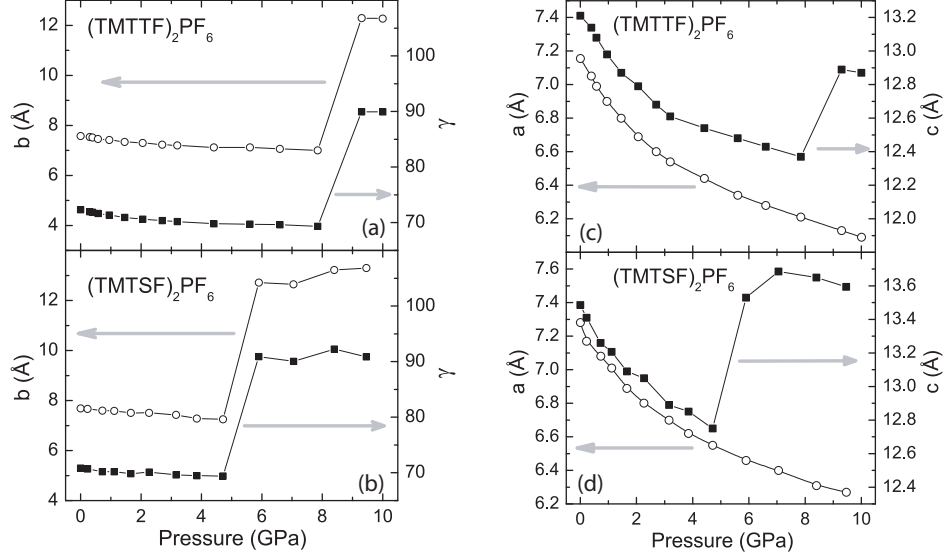 (a)
(TMTTF)₂PF₆
12
10
8
6
4
b (Å)
100
90
80
70
γ
(b)
(TMTSF)₂PF₆
12
10
8
6
4
b (Å)
100
90
80
70
γ
0 2 4 6 8 10
Pressure (GPa)
(c)
(TMTTF)₂PF₆
7.4
7.2
7.0
6.8
6.6
6.4
6.2
a (Å)
13.2
13.0
12.8
12.6
12.4
12.2
12.0
c (Å)
(d)
(TMTSF)₂PF₆
7.6
7.4
7.2
7.0
6.8
6.6
6.4
6.2
a (Å)
13.6
13.4
13.2
13.0
12.8
12.6
12.4
c (Å)
0 2 4 6 8 10
Pressure (GPa)